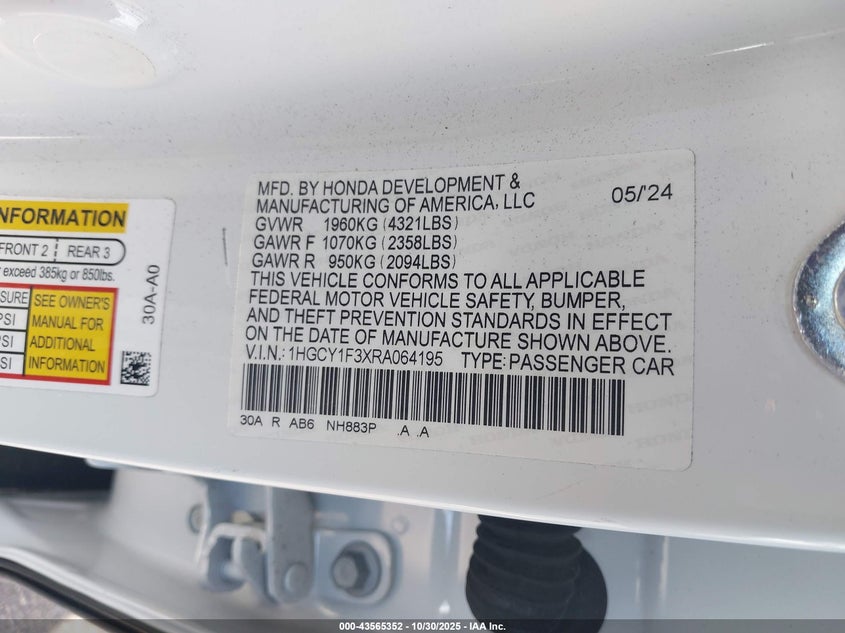 INFORMATION
FRONT 2 REAR 3
exceed 385kg or 850lbs.
SEE OWNER'S
MANUAL FOR
ADDITIONAL
INFORMATION
PSI
30A-A0
MFD. BY HONDA DEVELOPMENT & 05/'24
MANUFACTURING OF AMERICA, LLC
GVWR 1960KG (4321LBS)
GAWR F 1070KG (2358LBS)
GAWR R 950KG (2094LBS)
THIS VEHICLE CONFORMS TO ALL APPLICABLE
FEDERAL MOTOR VEHICLE SAFETY, BUMPER,
AND THEFT PREVENTION STANDARDS IN EFFECT
ON THE DATE OF MANUFACTURE SHOWN ABOVE.
V.I.N.: 1HGCY1F3XRA064195 TYPE: PASSENGER CAR
30A R AB6 NH883P .A .A
000-43565352 | 10/30/2025 - IAA Inc.